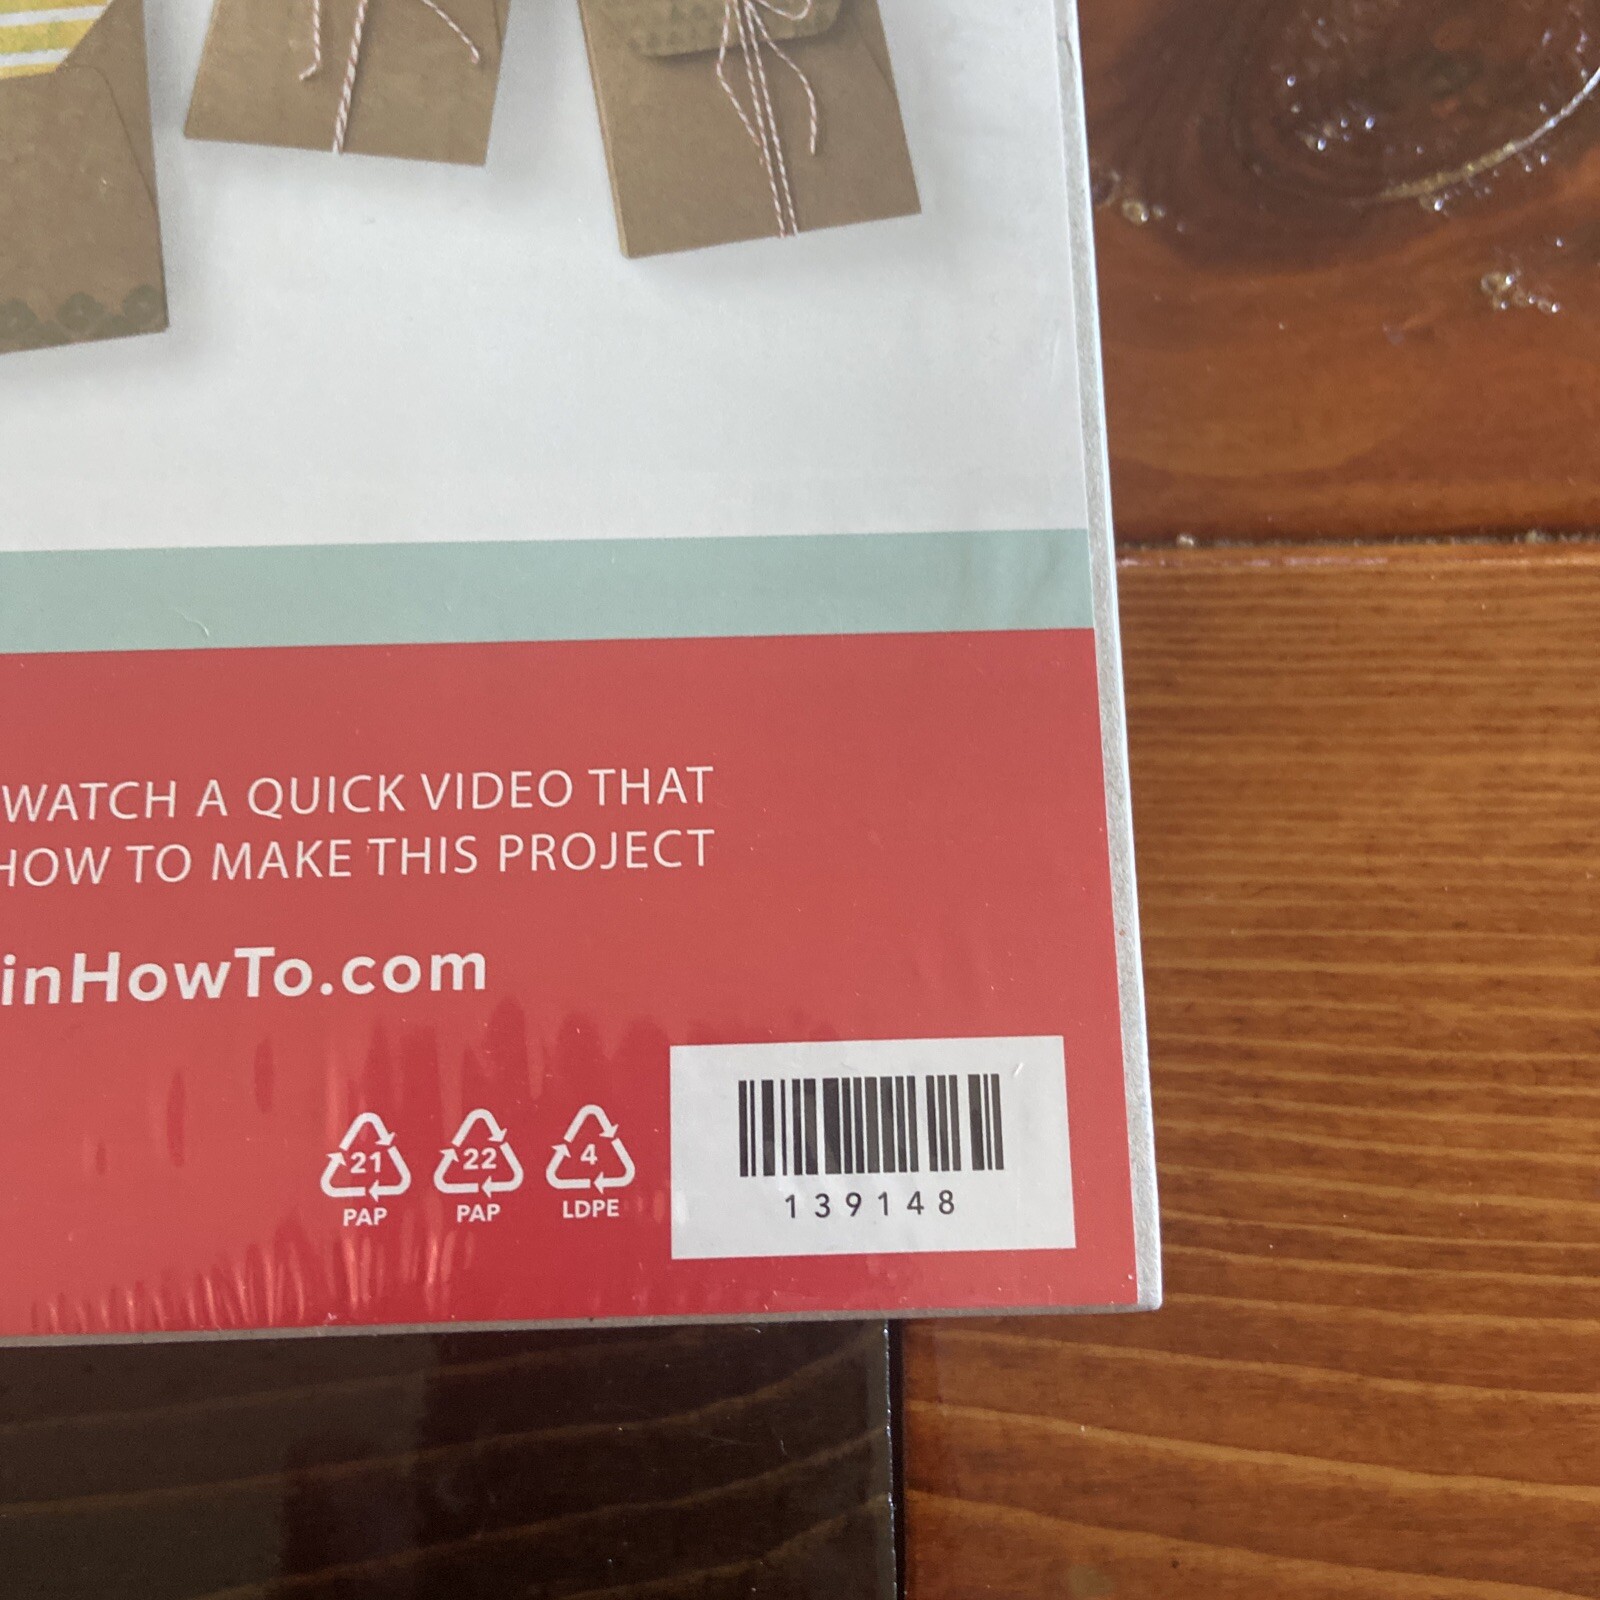 WATCH A QUICK VIDEO THAT
HOW TO MAKE THIS PROJECT
inHowTo.com
21
PAP
22
PAP
4
LDPE
139148